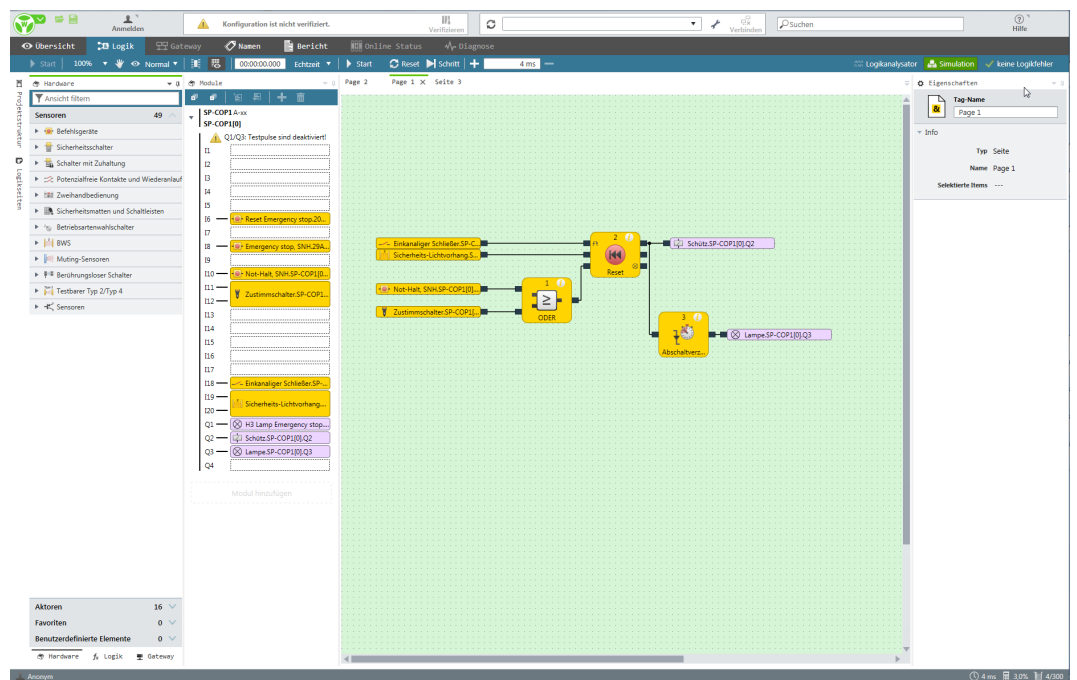 Anmelden
Konfiguration ist nicht verifiziert.
Verifizieren
Verbinden
Suchen
Hilfe
Übersicht
Logik
Gateway
Namen
Bericht
Online Status
Diagnose
Start
100%
Normal
00:00:00.000
Echtzeit
Start
Reset
Schritt
4 ms
Logikanalysator
Simulation
keine Logikfehler
Projektstruktur
Logikseiten
Hardware
Ansicht filtern
Sensoren 49
Befehlsgeräte
Sicherheitsschalter
Schalter mit Zuhaltung
Potenzialfreie Kontakte und Wiederanlauf
Zweihandbedienung
Sicherheitsmatten und Schaltleisten
Betriebsartenwahlschalter
BWS
Muting-Sensoren
Berührungsloser Schalter
Testbarer Typ 2/Typ 4
Sensoren
Aktoren 16
Favoriten 0
Benutzerdefinierte Elemente 0
Hardware
Logik
Gateway
Module
SP-COP1 A-xx
SP-COP1[0]
Q1/Q3: Testpulse sind deaktiviert!
I1
I2
I3
I4
I5
I6 Reset Emergency stop.20...
I7
I8 Emergency stop, SNH.29A...
I9
I10 Not-Halt, SNH.SP-COP1[0...
I11
Zustimmschalter.SP-COP1...
I12
I13
I14
I15
I16
I17
I18 Einkanaliger Schließer.SP-...
I19
Sicherheits-Lichtvorhang....
I20
Q1 H3 Lamp Emergency stop...
Q2 Schütz.SP-COP1[0].Q2
Q3 Lampe.SP-COP1[0].Q3
Q4
Modul hinzufügen
Page 2
Page 1
Seite 3
Einkanaliger Schließer.SP-C...
Sicherheits-Lichtvorhang.S...
2
Reset
Schütz.SP-COP1[0].Q2
Not-Halt, SNH.SP-COP1[0]...
Zustimmschalter.SP-COP1[...
1
≥
ODER
3
Abschaltverz...
Lampe.SP-COP1[0].Q3
Eigenschaften
&
Tag-Name
Page 1
Info
Typ Seite
Name Page 1
Selektierte Items ---
Anonym
4 ms
3,0%
4/300